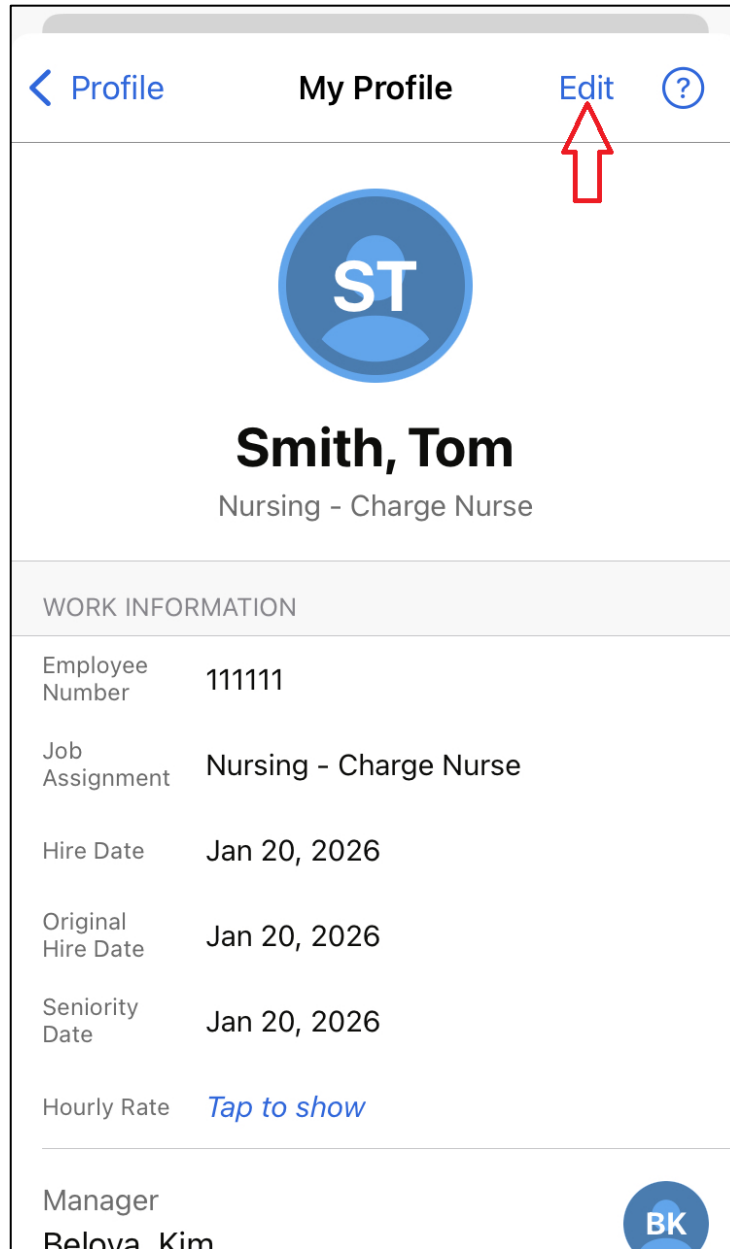 Profile My Profile Edit ?
ST
Smith, Tom
Nursing - Charge Nurse
WORK INFORMATION
Employee
Number 111111
Job
Assignment Nursing - Charge Nurse
Hire Date Jan 20, 2026
Original
Hire Date Jan 20, 2026
Seniority
Date Jan 20, 2026
Hourly Rate Tap to show
Manager
BK
Belova, Kim